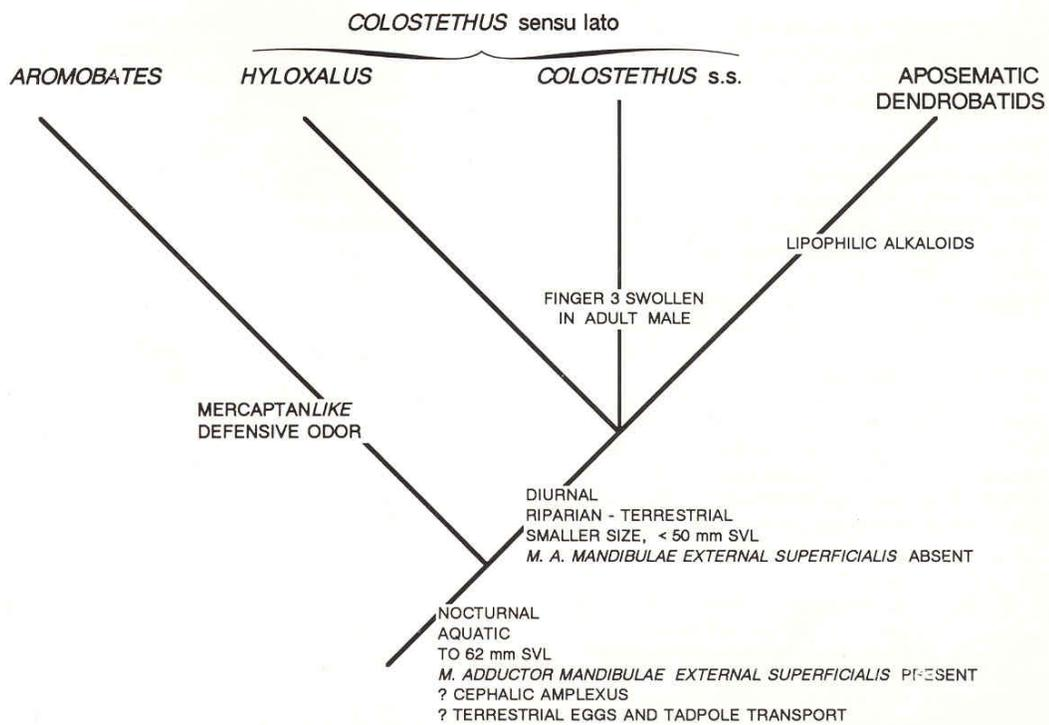 COLOSTETHUS sensu lato
AROMOBATES
HYLOXALUS
COLOSTETHUS s.s.
APOSEMATIC
DENDROBATIDS
LIPOPHILIC ALKALOIDS
FINGER 3 SWOLLEN
IN ADULT MALE
MERCAPTANLIKE
DEFENSIVE ODOR
DIURNAL
RIPARIAN - TERRESTRIAL
SMALLER SIZE, < 50 mm SVL
M. A. MANDIBULAE EXTERNAL SUPERFICIALIS ABSENT
NOCTURNAL
AQUATIC
TO 62 mm SVL
M. ADDUCTOR MANDIBULAE EXTERNAL SUPERFICIALIS PRESENT
? CEPHALIC AMPLEXUS
? TERRESTRIAL EGGS AND TADPOLE TRANSPORT